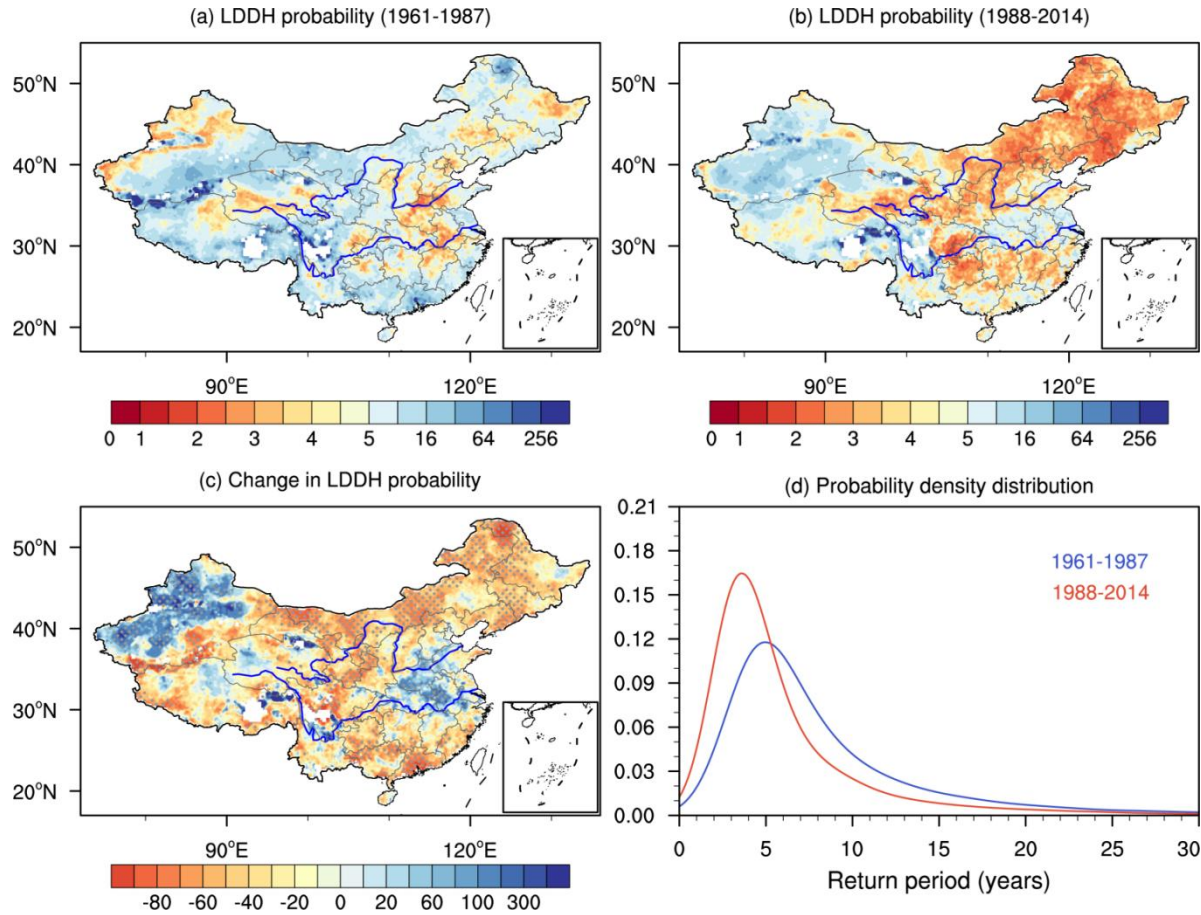 (a) LDDH probability (1961-1987)
50°N
40°N
30°N
20°N
90°E 120°E
0 1 2 3 4 5 16 64 256
(b) LDDH probability (1988-2014)
50°N
40°N
30°N
20°N
90°E 120°E
0 1 2 3 4 5 16 64 256
(c) Change in LDDH probability
50°N
40°N
30°N
20°N
90°E 120°E
-80 -60 -40 -20 0 20 60 100 300
(d) Probability density distribution
0.21
0.18
0.15
0.12
0.09
0.06
0.03
0.00
1961-1987
1988-2014
0 5 10 15 20 25 30
Return period (years)